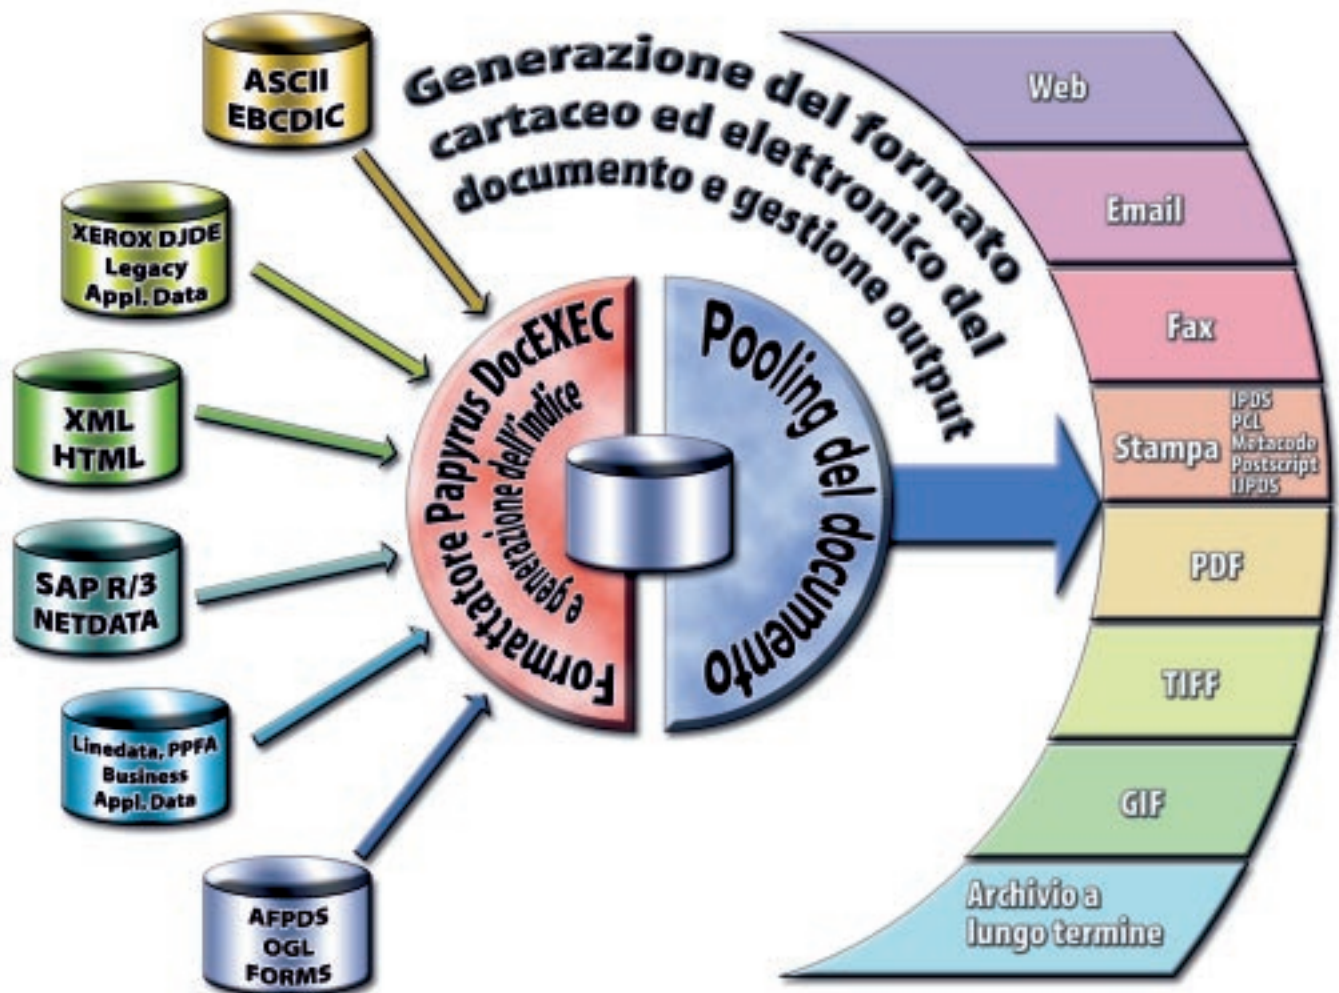 ASCII
EBCDIC
XEROX DJDE
Legacy
Appl. Data
XML
HTML
SAP R/3
NETDATA
Linedata, PPFA
Business
Appl. Data
AFPDS
OGL
FORMS
Generazione del formato
cartaceo ed elettronico del
documento e gestione output
Formattatore Papyrus DocEXEC
e generazione dell'indice
Pooling del documento
Web
Email
Fax
Stampa
IPDS
PCL
Metacode
Postscript
IJPDS
PDF
TIFF
GIF
Archivio a
lungo termine